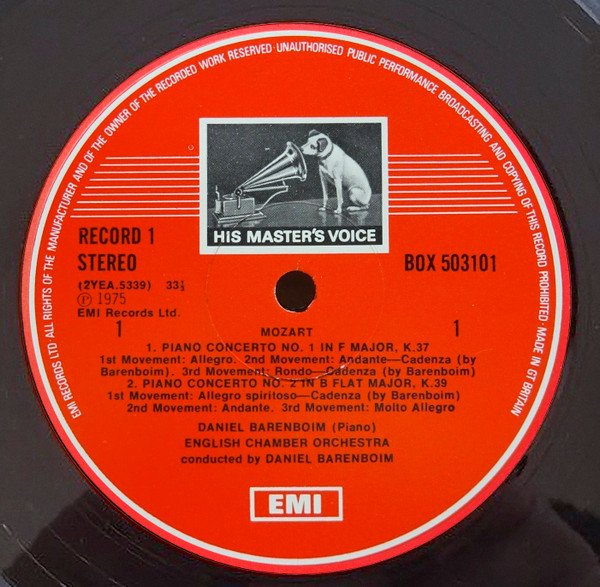 EMI RECORDS LTD · ALL RIGHTS OF THE MANUFACTURER AND OF THE OWNER OF THE RECORDED WORK RESERVED · UNAUTHORISED PUBLIC PERFORMANCE BROADCASTING AND COPYING OF THIS RECORD PROHIBITED · MADE IN GT BRITAIN
HIS MASTER'S VOICE
RECORD 1
STEREO
BOX 503101
(2YEA.5339) 33⅓
℗ 1975
EMI Records Ltd.
1 MOZART 1
1. PIANO CONCERTO NO. 1 IN F MAJOR, K.37
1st Movement: Allegro. 2nd Movement: Andante—Cadenza (by
Barenboim). 3rd Movement: Rondo—Cadenza (by Barenboim)
2. PIANO CONCERTO NO. 2 IN B FLAT MAJOR, K.39
1st Movement: Allegro spiritoso—Cadenza (by Barenboim)
2nd Movement: Andante. 3rd Movement: Molto Allegro
DANIEL BARENBOIM (Piano)
ENGLISH CHAMBER ORCHESTRA
conducted by DANIEL BARENBOIM
EMI